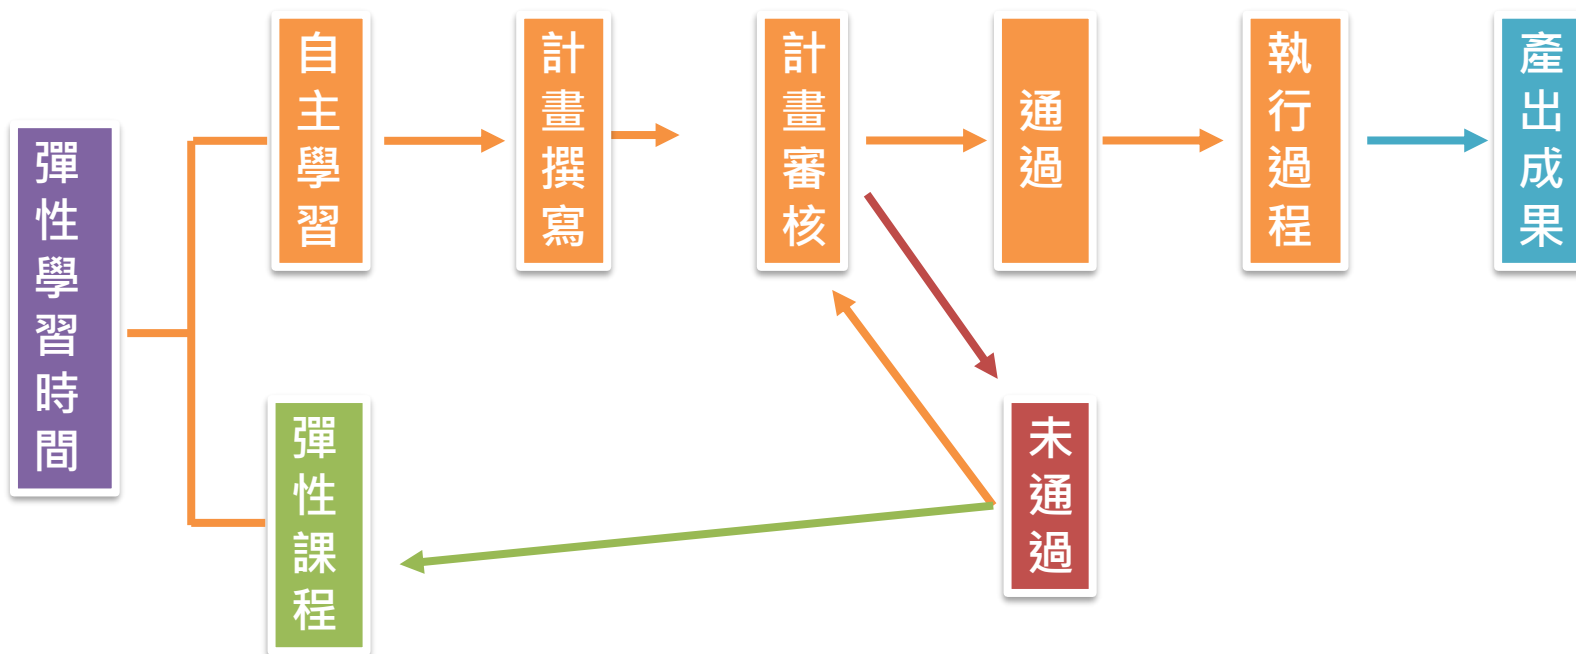 彈性學習時間
自主學習
計畫撰寫
計畫審核
通過
執行過程
產出成果
彈性課程
未通過